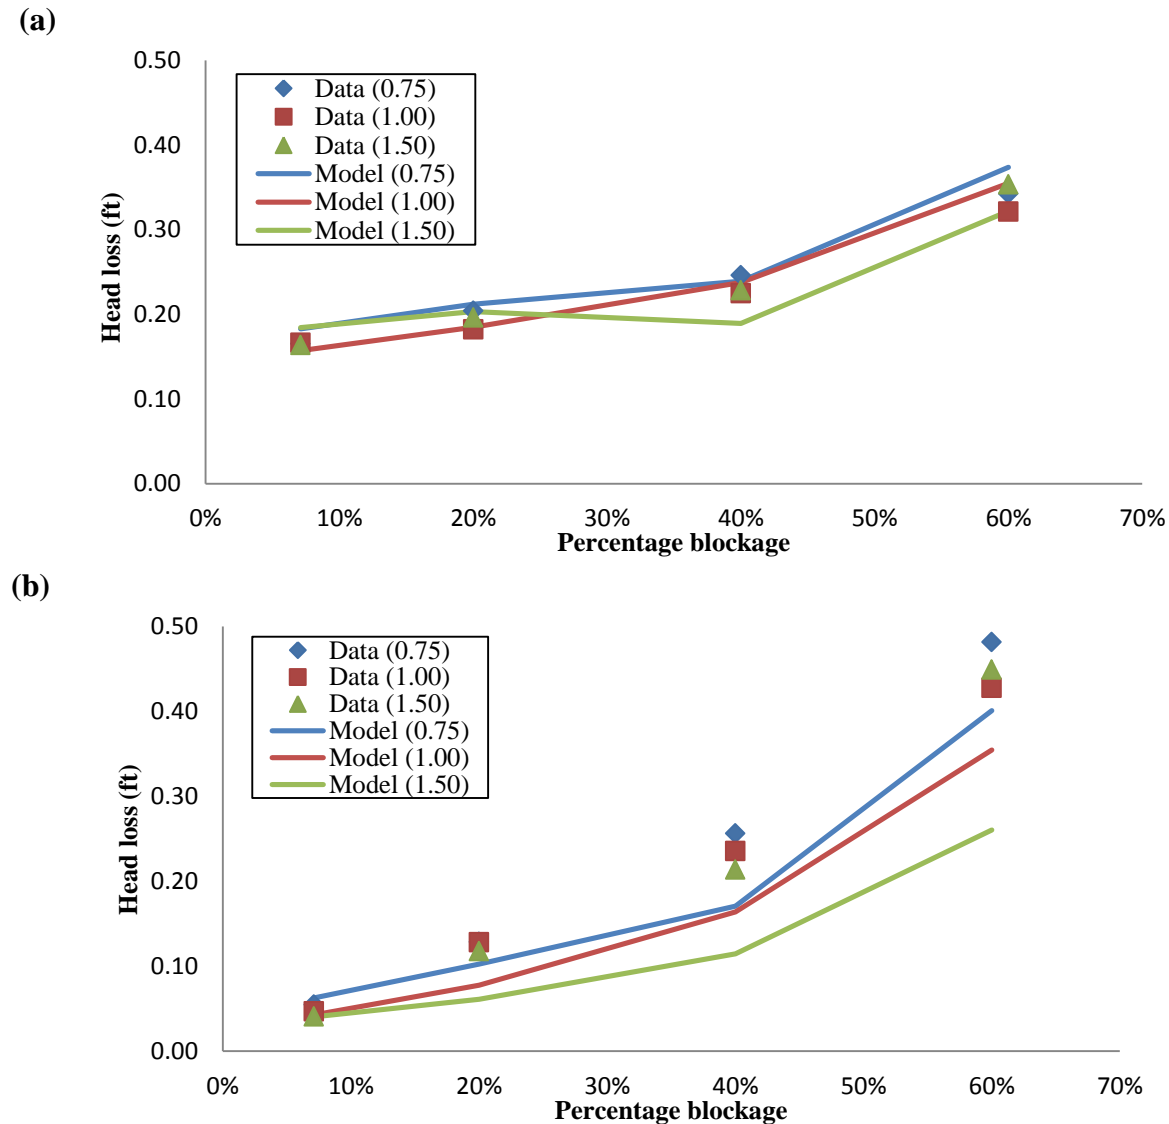 (a)
0.50
0.40
0.30
0.20
0.10
0.00
Head loss (ft)
Data (0.75)
Data (1.00)
Data (1.50)
Model (0.75)
Model (1.00)
Model (1.50)
0% 10% 20% 30% 40% 50% 60% 70%
Percentage blockage
(b)
0.50
0.40
0.30
0.20
0.10
0.00
Head loss (ft)
Data (0.75)
Data (1.00)
Data (1.50)
Model (0.75)
Model (1.00)
Model (1.50)
0% 10% 20% 30% 40% 50% 60% 70%
Percentage blockage